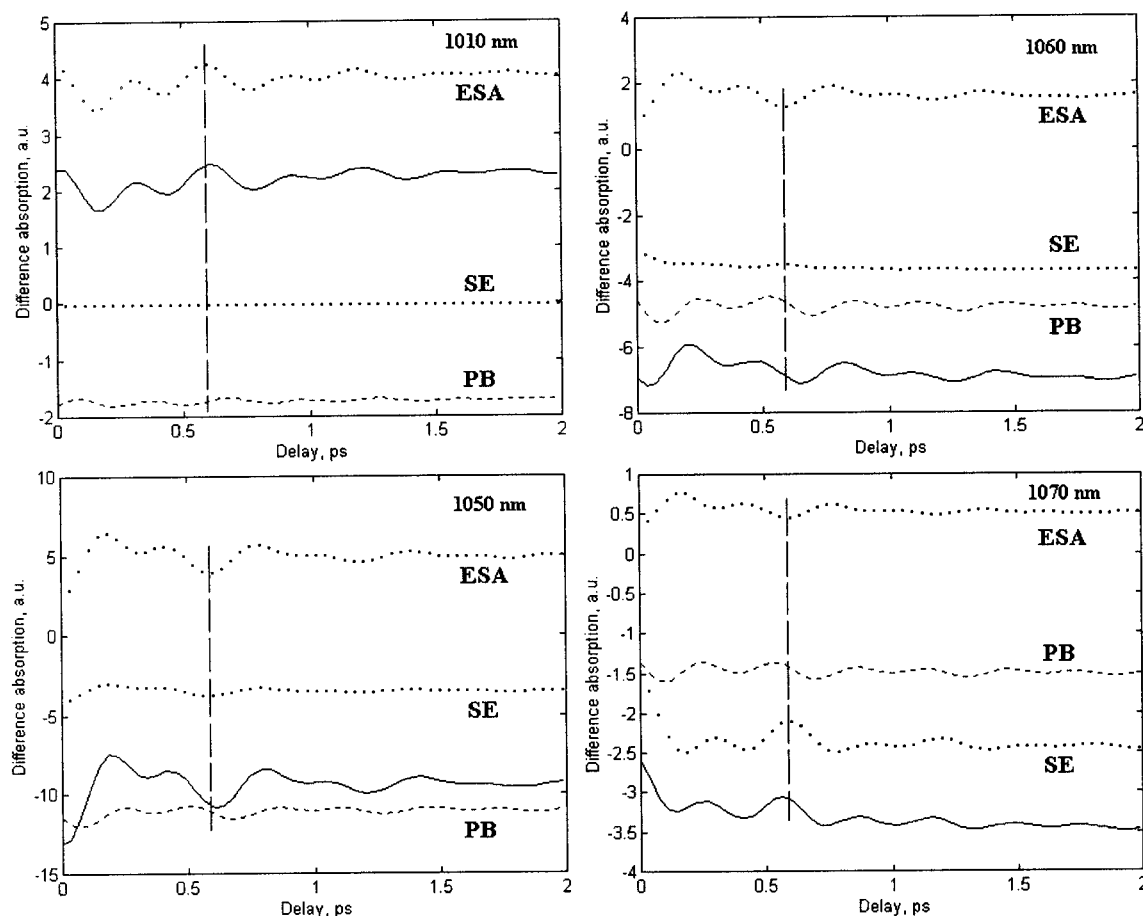 5
4
3
2
1
0
-1
-2
0
0.5
1
1.5
2
Difference absorption, a.u.
Delay, ps
1010 nm
ESA
SE
PB
4
2
0
-2
-4
-6
-8
0
0.5
1
1.5
2
Difference absorption, a.u.
Delay, ps
1060 nm
ESA
SE
PB
10
5
0
-5
-10
-15
0
0.5
1
1.5
2
Difference absorption, a.u.
Delay, ps
1050 nm
ESA
SE
PB
1
0.5
0
-0.5
-1
-1.5
-2
-2.5
-3
-3.5
-4
0
0.5
1
1.5
2
Difference absorption, a.u.
Delay, ps
1070 nm
ESA
PB
SE